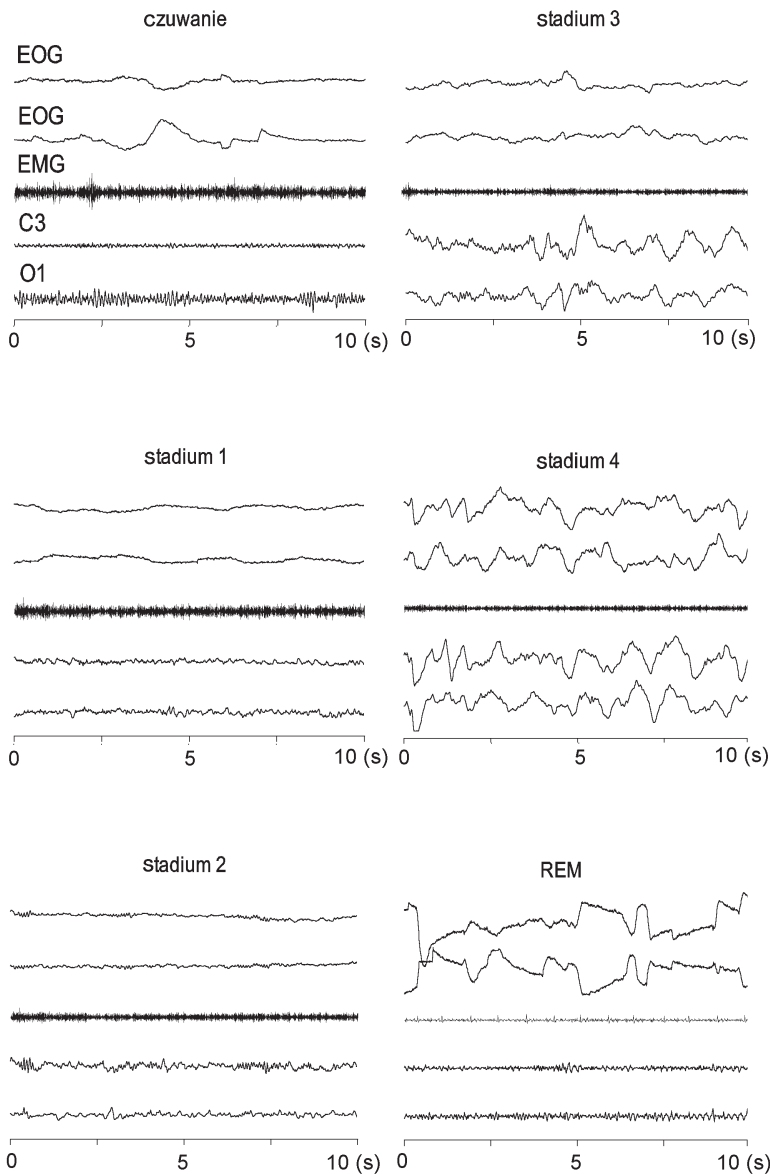 czuwanie
EOG
EOG
EMG
C3
O1
0 5 10 (s)
stadium 3
0 5 10 (s)
stadium 1
0 5 10 (s)
stadium 4
0 5 10 (s)
stadium 2
0 5 10 (s)
REM
0 5 10 (s)